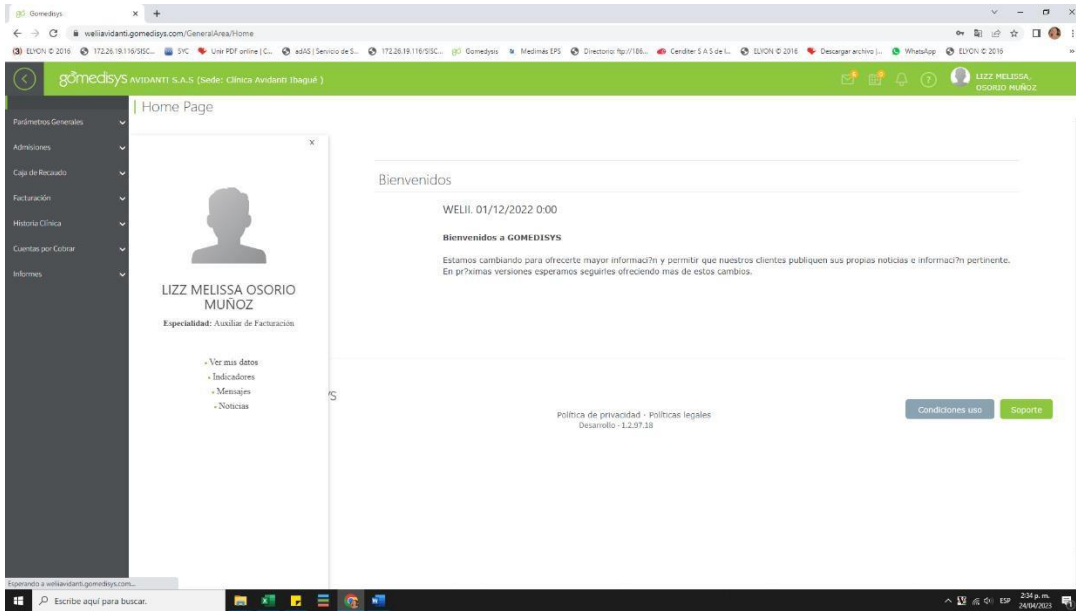 Gomedisys
weliiavidanti.gomedisys.com/GeneralArea/Home
ELYON © 2016 172.26.19.116/SISC... SYC Unir PDF online | C... adAS | Servicio de S... 172.26.19.116/SISC... Gomedysis Medimás EPS Directorio: ftp://186... Cenditer S A S de l... ELYON © 2016 Descargar archivo |... WhatsApp ELYON © 2016
gomedisys AVIDANTI S.A.S (Sede: Clínica Avidanti Ibagué )
LIZZ MELISSA,
OSORIO MUÑOZ
Home Page
Parámetros Generales
Admisiones
Caja de Recaudo
Facturación
Historia Clínica
Cuentas por Cobrar
Informes
x
LIZZ MELISSA OSORIO
MUÑOZ
Especialidad: Auxiliar de Facturación
Ver mis datos
Indicadores
Mensajes
Noticias
Bienvenidos
WELII. 01/12/2022 0:00
Bienvenidos a GOMEDISYS
Estamos cambiando para ofrecerte mayor informaci?n y permitir que nuestros clientes publiquen sus propias noticias e informaci?n pertinente.
En pr?ximas versiones esperamos seguirles ofreciendo mas de estos cambios.
YS
Política de privacidad - Políticas legales
Desarrollo - 1.2.97.18
Condiciones uso
Soporte
Esperando a weliiavidanti.gomedisys.com...
Escribe aquí para buscar.
ESP
2:34 p. m.
24/04/2023